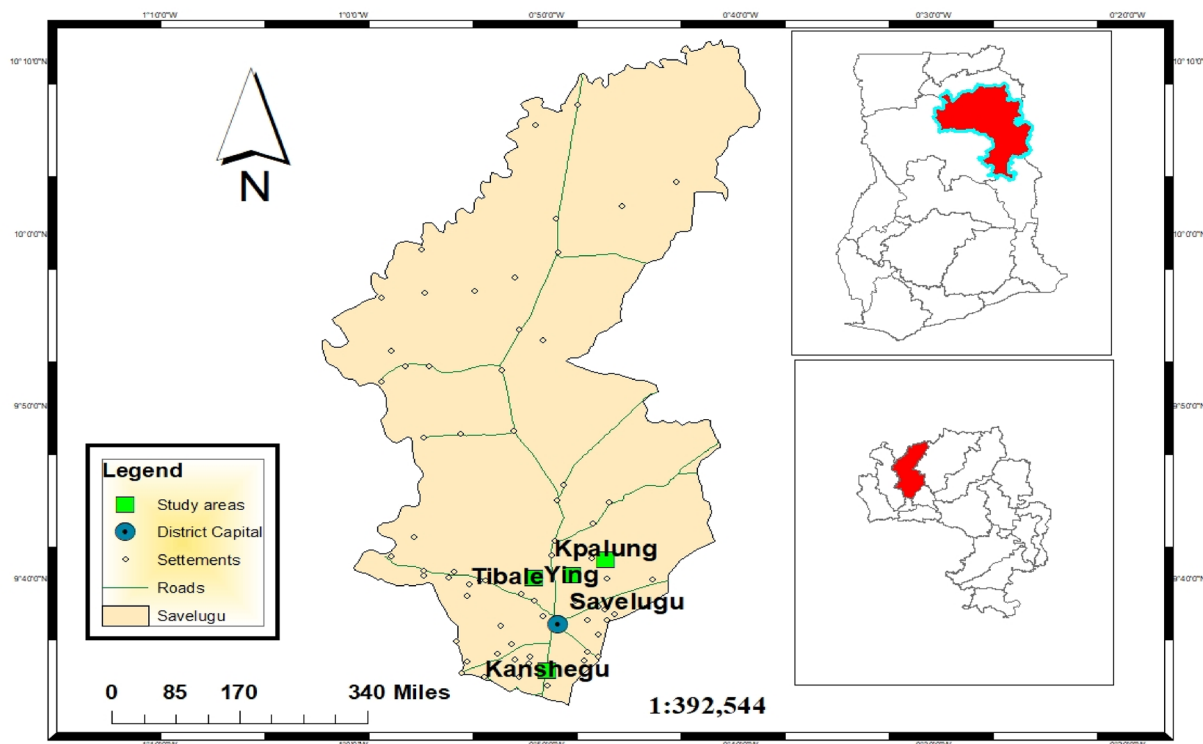 1°10'0"W 1°0'0"W 0°50'0"W 0°40'0"W 0°30'0"W 0°20'0"W
10°10'0"N 10°10'0"N
N
10°0'0"N 10°0'0"N
9°50'0"N 9°50'0"N
Legend
Study areas
District Capital
Settements
Roads
Savelugu
Kpalung
Tibale Ying
9°40'0"N 9°40'0"N
Savelugu
Kanshegu
0 85 170 340 Miles
1:392,544